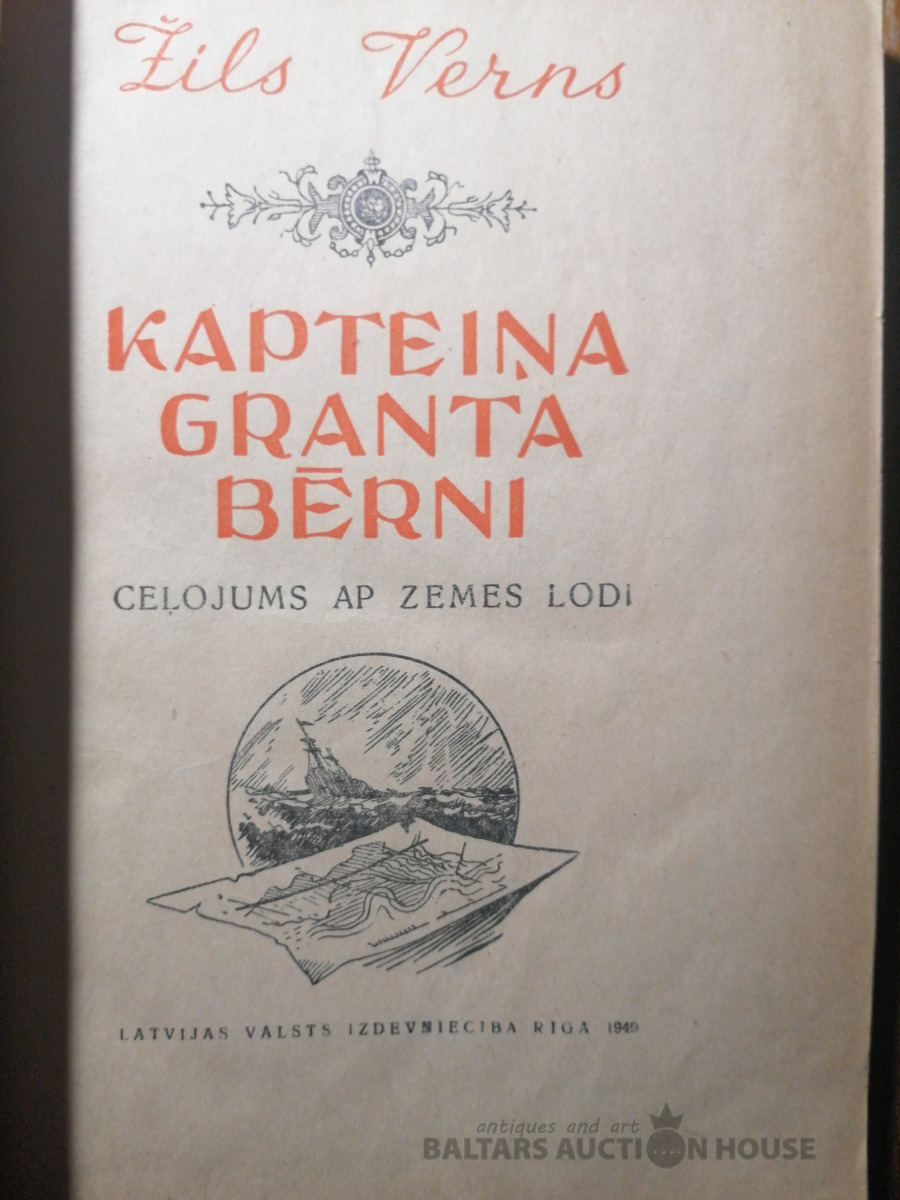 Žils Verns
KAPTEIŅA
GRANTA
BĒRNI
CEĻOJUMS AP ZEMES LODI
LATVIJAS VALSTS IZDEVNIECĪBA RĪGĀ 1949
antiques and art
BALTARS AUCTION HOUSE